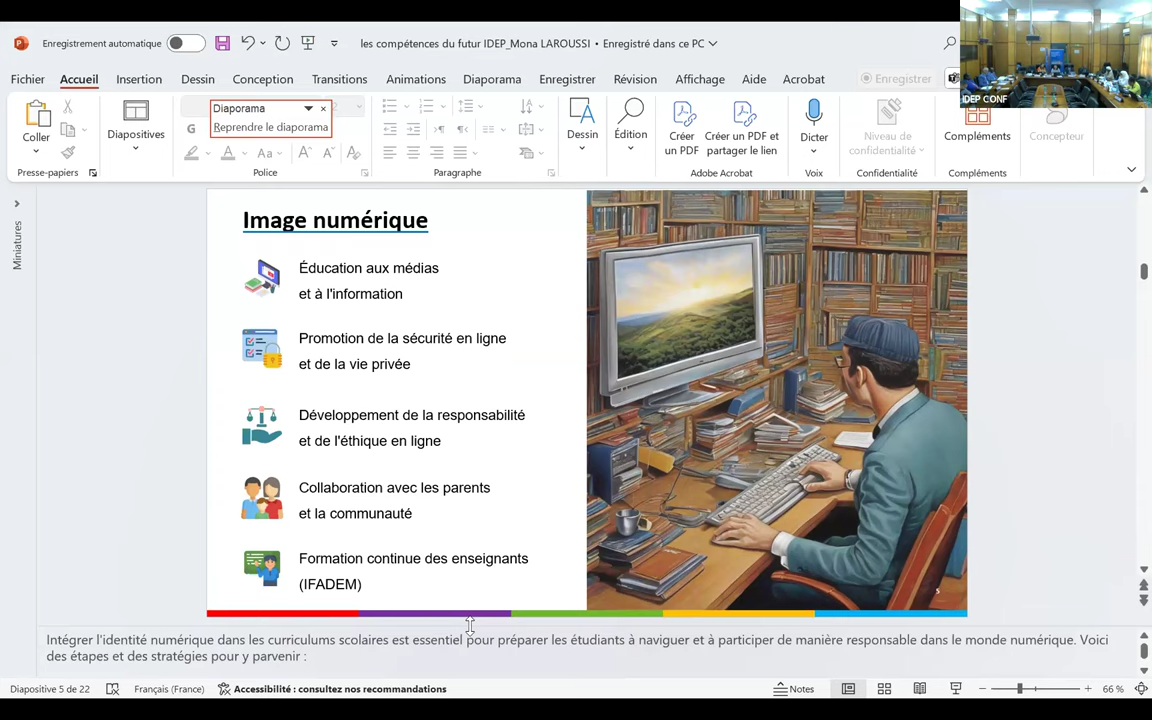 Enregistrement automatique
les compétences du futur IDEP_Mona LAROUSSI • Enregistré dans ce PC
Fichier Accueil Insertion Dessin Conception Transitions Animations Diaporama Enregistrer Révision Affichage Aide Acrobat Enregistrer
IDEP CONF
Diaporama
Reprendre le diaporama
G
Aa
Coller
Diapositives
Dessin
Édition
Créer un PDF
Créer un PDF et partager le lien
Dicter
Niveau de confidentialité
Compléments
Concepteur
Presse-papiers Police Paragraphe Adobe Acrobat Voix Confidentialité Compléments
Miniatures
Image numérique
Éducation aux médias
et à l'information
Promotion de la sécurité en ligne
et de la vie privée
Développement de la responsabilité
et de l'éthique en ligne
Collaboration avec les parents
et la communauté
Formation continue des enseignants
(IFADEM)
5
Intégrer l'identité numérique dans les curriculums scolaires est essentiel pour préparer les étudiants à naviguer et à participer de manière responsable dans le monde numérique. Voici
des étapes et des stratégies pour y parvenir :
Diapositive 5 de 22 Français (France) Accessibilité : consultez nos recommandations Notes 66 %